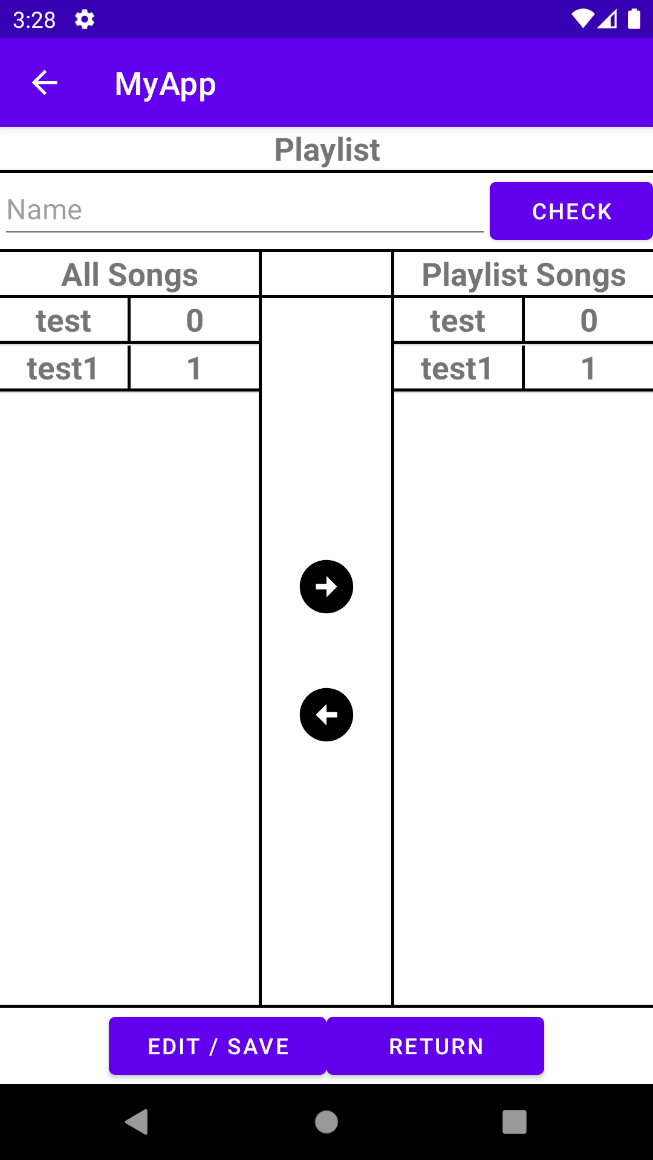 3:28
MyApp
Playlist
Name
CHECK
All Songs Playlist Songs
test 0 test 0
test1 1 test1 1
EDIT / SAVE RETURN